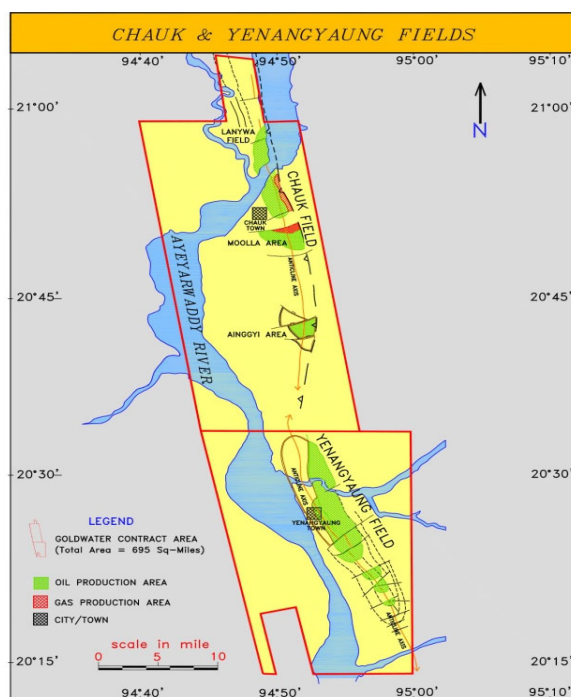 CHAUK & YENANGYAUNG FIELDS
94°40' 94°50' 95°00' 95°10'
21°00' 21°00'
N
LANYWA
FIELD
CHAUK FIELD
CHAUK
TOWN
MOOLLA AREA
ANTICLINE AXIS
AYEYARWADDY RIVER
20°45' 20°45'
AINGGYI AREA
20°30' 20°30'
YENANGYAUNG FIELD
ANTICLINE AXIS
YENANGYAUNG
TOWN
LEGEND
GOLDWATER CONTRACT AREA
(Total Area = 695 Sq-Miles)
OIL PRODUCTION AREA
GAS PRODUCTION AREA
CITY/TOWN
scale in mile
10 5 0 10
ANTICLINE AXIS
20°15' 20°15'
94°40' 94°50' 95°00' 95°10'